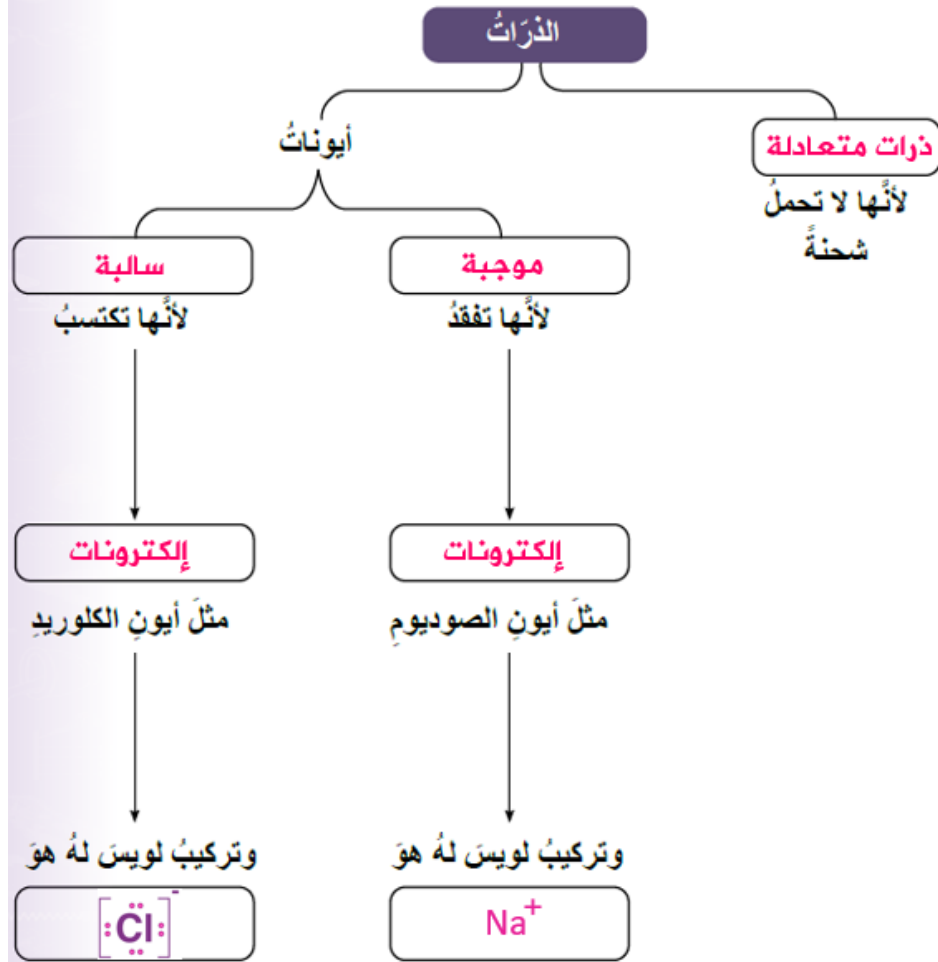 الذرّاتُ
ذرات متعادلة
لأنَّها لا تحملُ
شحنةً
أيوناتُ
موجبة
لأنَّها تفقدُ
إلكترونات
مثلَ أيونِ الصوديومِ
وتركيبُ لويسَ لهُ هوَ
Na+
سالبة
لأنَّها تكتسبُ
إلكترونات
مثلَ أيونِ الكلوريدِ
وتركيبُ لويسَ لهُ هوَ
[:Cl:]-